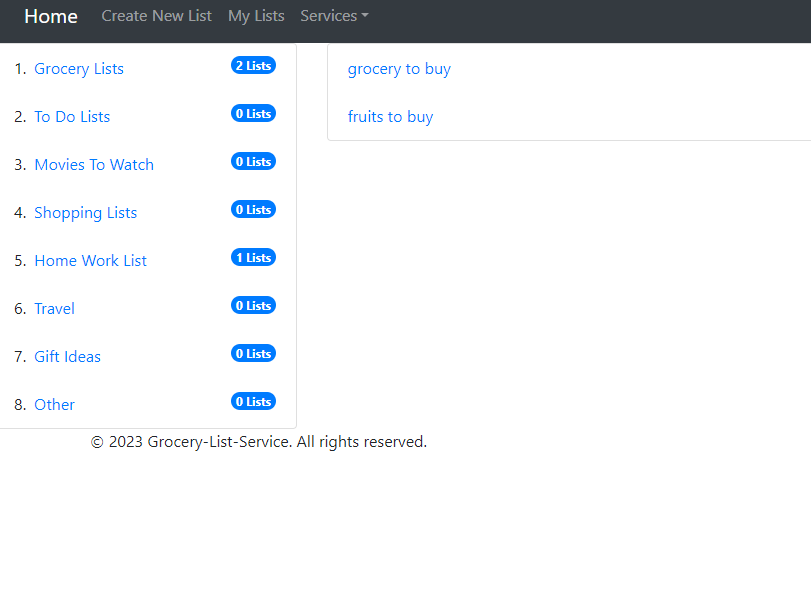 Home Create New List My Lists Services
1. Grocery Lists 2 Lists
2. To Do Lists 0 Lists
3. Movies To Watch 0 Lists
4. Shopping Lists 0 Lists
5. Home Work List 1 Lists
6. Travel 0 Lists
7. Gift Ideas 0 Lists
8. Other 0 Lists
grocery to buy
fruits to buy
© 2023 Grocery-List-Service. All rights reserved.